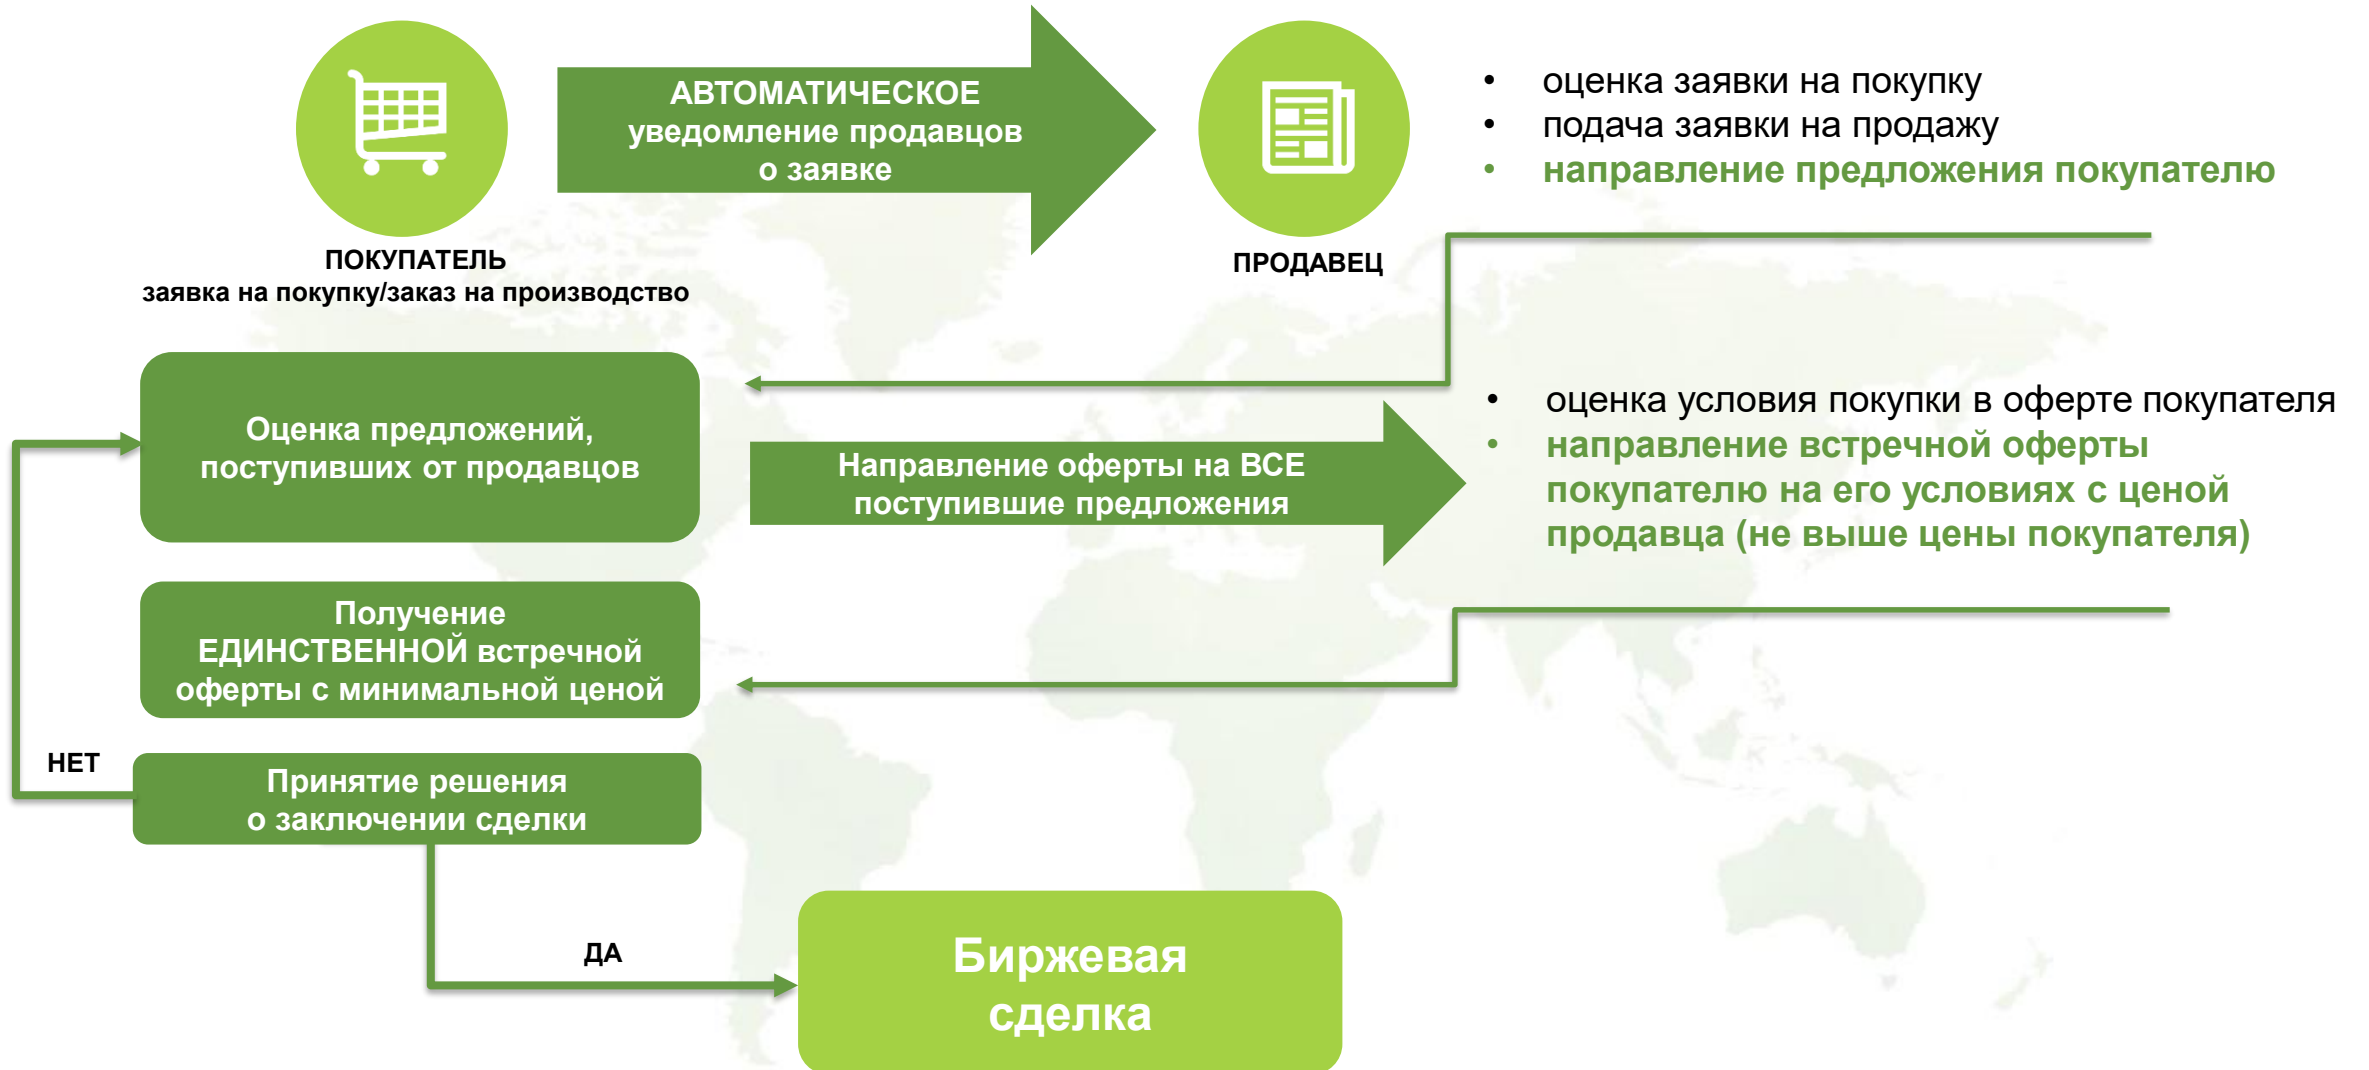 АВТОМАТИЧЕСКОЕ
уведомление продавцов
о заявке
• оценка заявки на покупку
• подача заявки на продажу
• направление предложения покупателю
ПОКУПАТЕЛЬ
заявка на покупку/заказ на производство
ПРОДАВЕЦ
Оценка предложений,
поступивших от продавцов
Направление оферты на ВСЕ
поступившие предложения
• оценка условия покупки в оферте покупателя
• направление встречной оферты
покупателю на его условиях с ценой
продавца (не выше цены покупателя)
Получение
ЕДИНСТВЕННОЙ встречной
оферты с минимальной ценой
НЕТ
Принятие решения
о заключении сделки
ДА
Биржевая
сделка